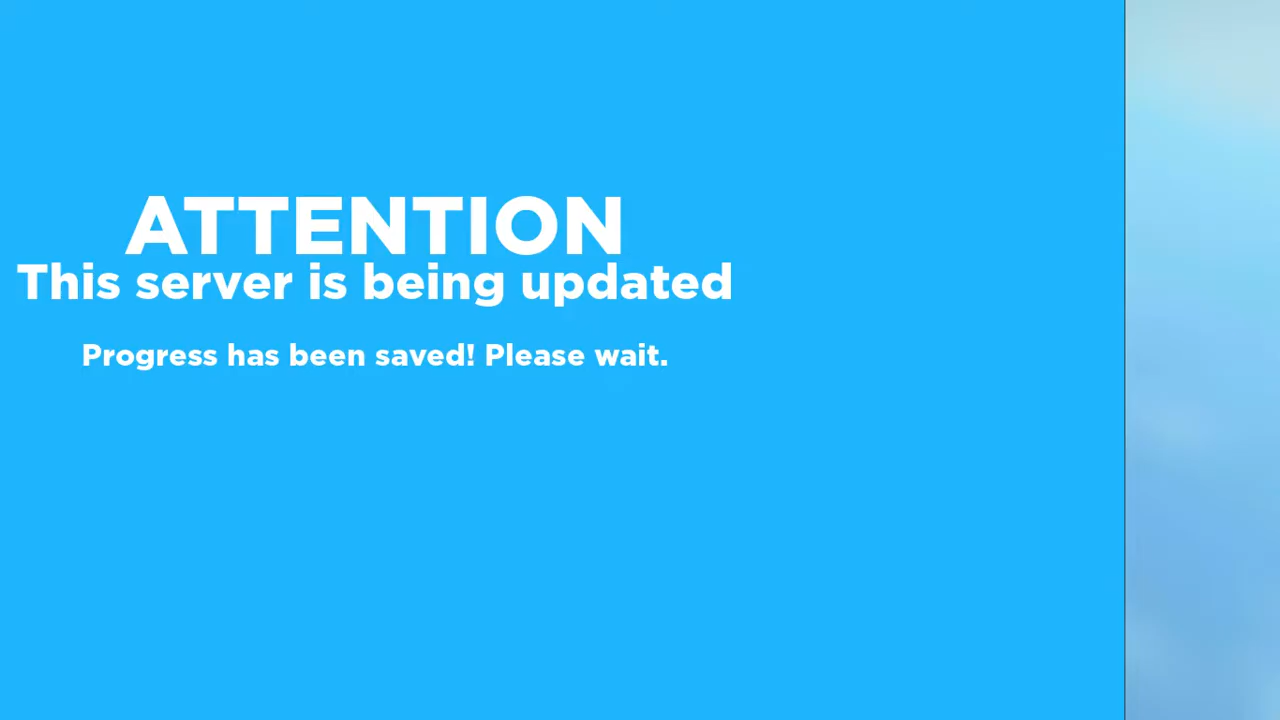 ATTENTION
This server is being updated
Progress has been saved! Please wait.